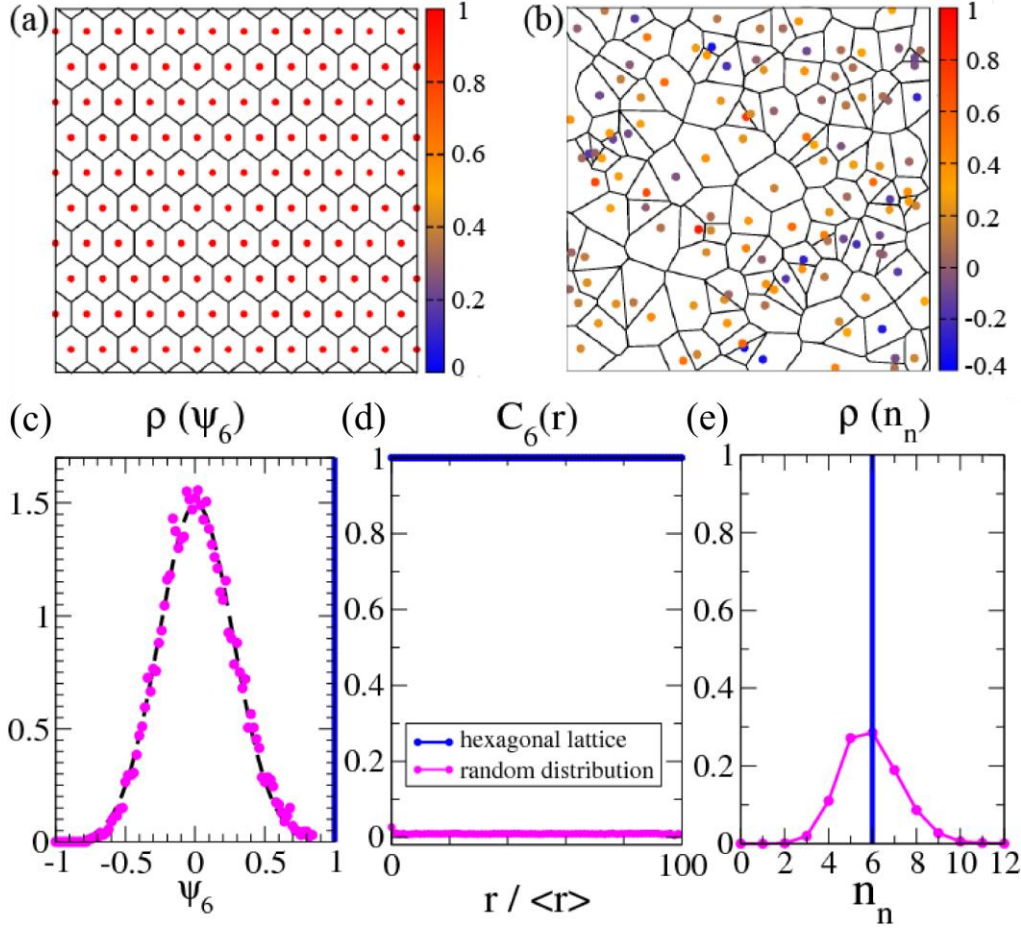 (a)
1
0.8
0.6
0.4
0.2
0
(b)
1
0.8
0.6
0.4
0.2
0
-0.2
-0.4
(c) ρ (ψ₆)
1.5
1
0.5
0
-1 -0.5 0 0.5 1
ψ₆
(d) C₆(r)
1
0.8
0.6
0.4
0.2
0
hexagonal lattice
random distribution
0 100
r / <r>
(e) ρ (nₙ)
1
0.8
0.6
0.4
0.2
0
0 2 4 6 8 10 12
nₙ